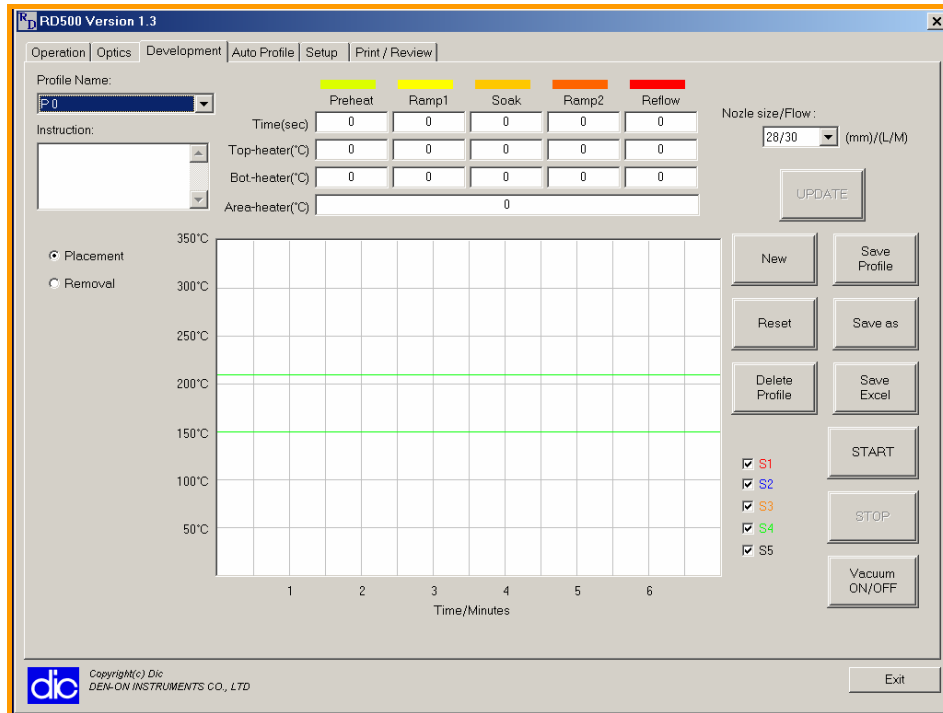 RD RD500 Version 1.3
Operation Optics Development Auto Profile Setup Print / Review
Profile Name:
P 0
Instruction:
Preheat Ramp1 Soak Ramp2 Reflow
Time(sec) 0 0 0 0 0
Top-heater(°C) 0 0 0 0 0
Bot.-heater(°C) 0 0 0 0 0
Area-heater(°C) 0
Nozle size/Flow :
28/30 (mm)/(L/M)
UPDATE
Placement
Removal
350°C
300°C
250°C
200°C
150°C
100°C
50°C
1 2 3 4 5 6
Time/Minutes
New
Save
Profile
Reset
Save as
Delete
Profile
Save
Excel
START
S1
S2
S3
S4
S5
STOP
Vacuum
ON/OFF
dic
Copyright(c) Dic
DEN-ON INSTRUMENTS CO., LTD
Exit